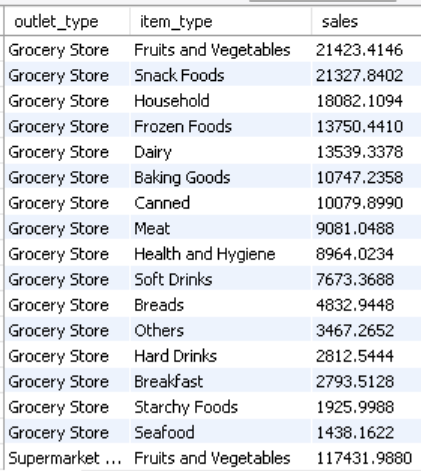 outlet_type item_type sales
Grocery Store Fruits and Vegetables 21423.4146
Grocery Store Snack Foods 21327.8402
Grocery Store Household 18082.1094
Grocery Store Frozen Foods 13750.4410
Grocery Store Dairy 13539.3378
Grocery Store Baking Goods 10747.2358
Grocery Store Canned 10079.8990
Grocery Store Meat 9081.0488
Grocery Store Health and Hygiene 8964.0234
Grocery Store Soft Drinks 7673.3688
Grocery Store Breads 4832.9448
Grocery Store Others 3467.2652
Grocery Store Hard Drinks 2812.5444
Grocery Store Breakfast 2793.5128
Grocery Store Starchy Foods 1925.9988
Grocery Store Seafood 1438.1622
Supermarket ... Fruits and Vegetables 117431.9880